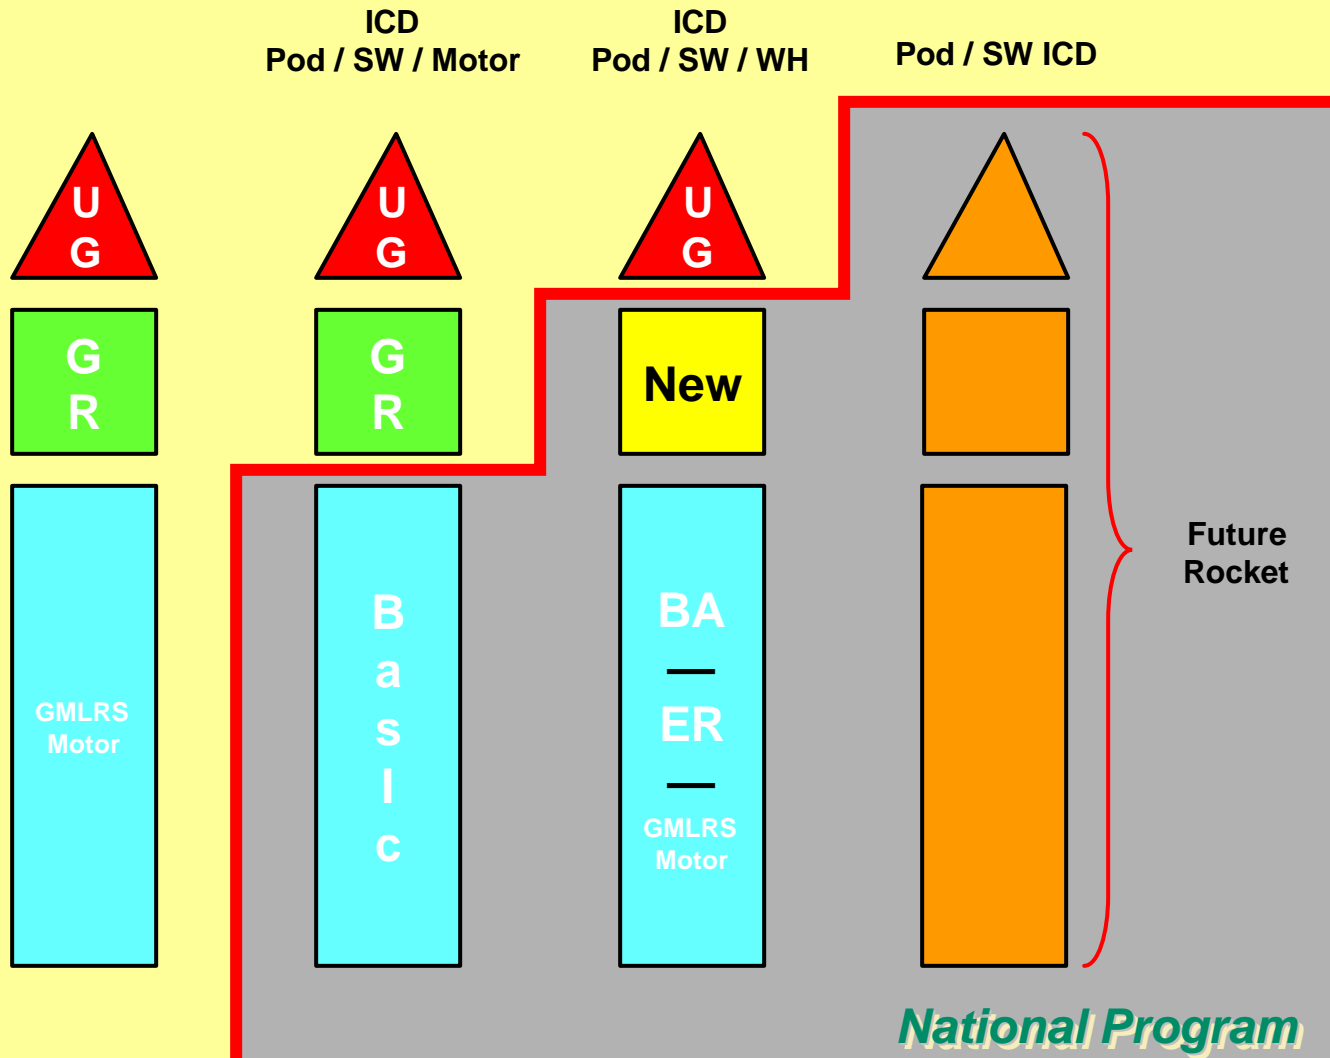 ICD
Pod / SW / Motor
ICD
Pod / SW / WH
Pod / SW ICD
U
G
U
G
U
G
G
R
G
R
New
GMLRS
Motor
B
a
s
I
c
BA
—
ER
—
GMLRS
Motor
Future
Rocket
National Program